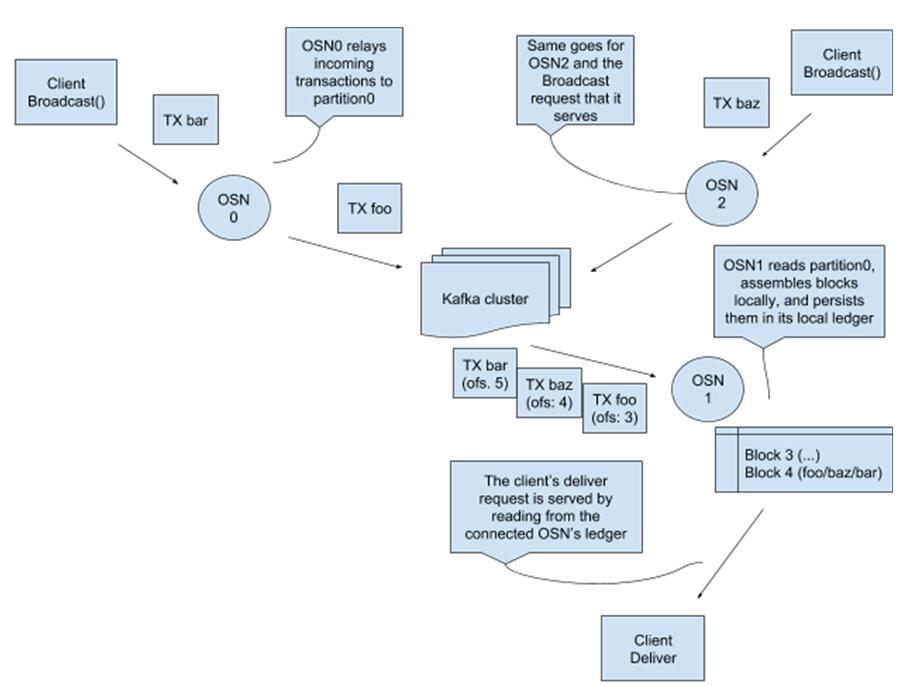 Client
Broadcast()
TX bar
OSN0 relays
incoming
transactions to
partition0
Same goes for
OSN2 and the
Broadcast
request that it
serves
TX baz
Client
Broadcast()
OSN
0
TX foo
OSN
2
Kafka cluster
OSN1 reads partition0,
assembles blocks
locally, and persists
them in its local ledger
TX bar
(ofs. 5)
TX baz
(ofs: 4)
TX foo
(ofs: 3)
OSN
1
Block 3 (...)
Block 4 (foo/baz/bar)
The client's deliver
request is served by
reading from the
connected OSN's ledger
Client
Deliver